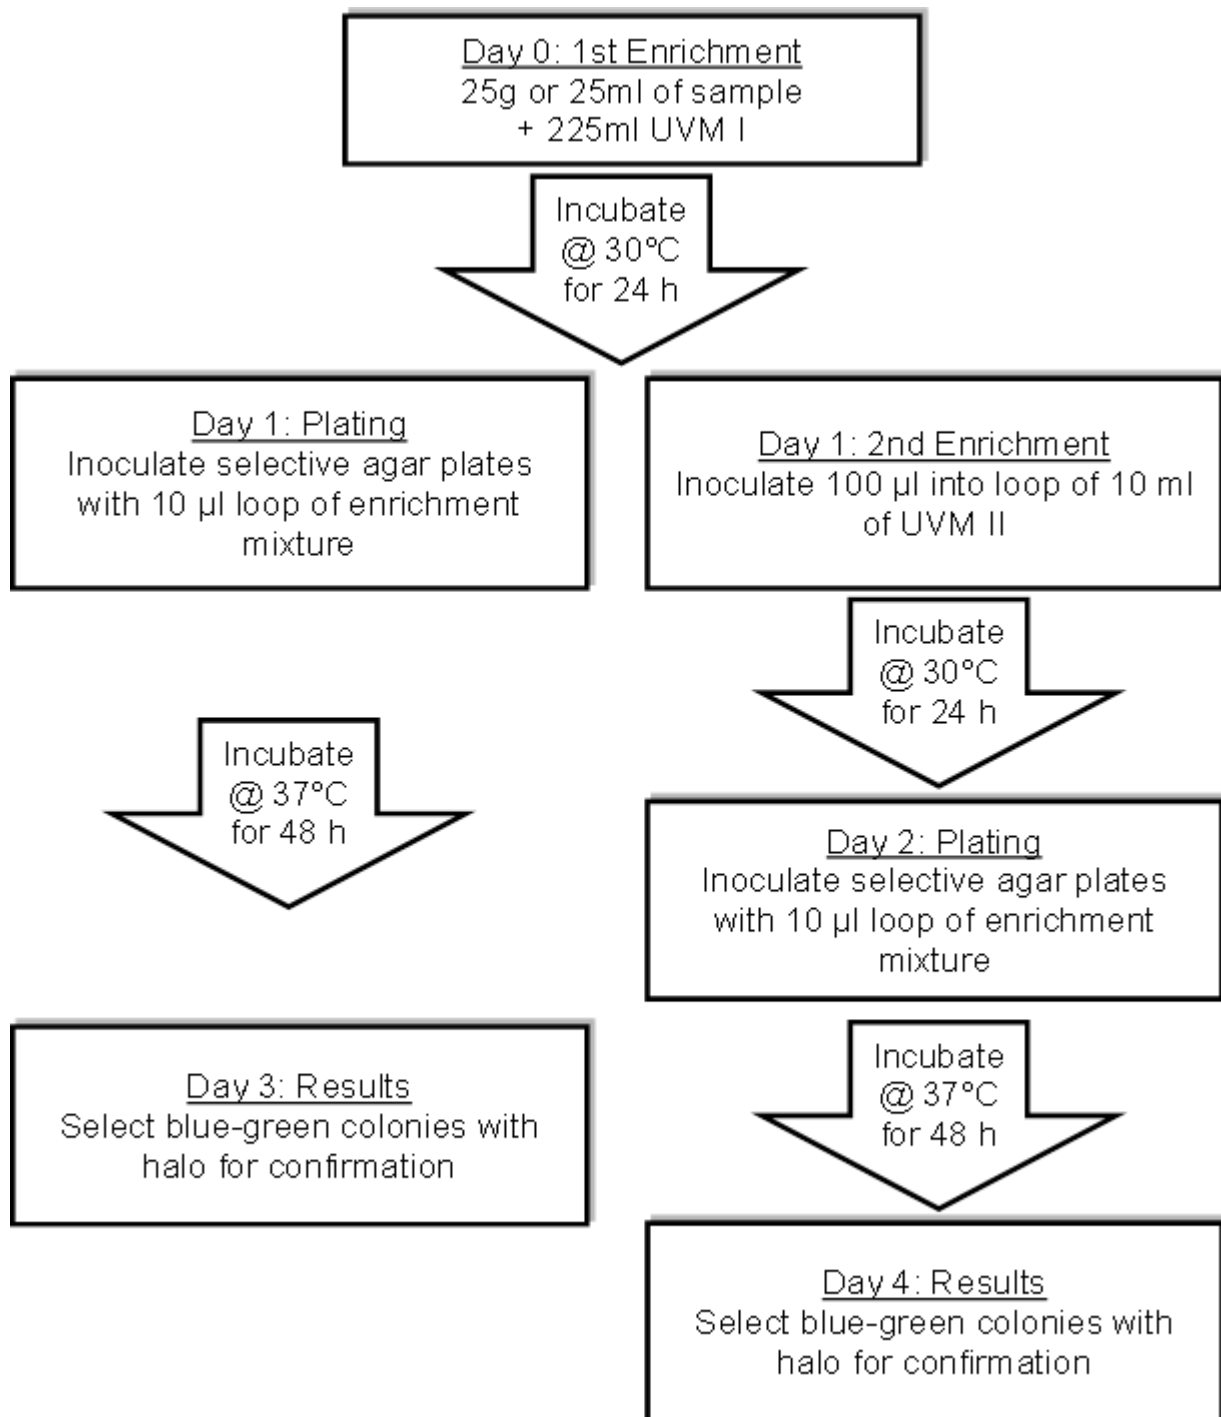 Day 0: 1st Enrichment
25g or 25ml of sample
+ 225ml UVM I
Incubate
@ 30ºC
for 24 h
Day 1: Plating
Inoculate selective agar plates
with 10 µl loop of enrichment
mixture
Incubate
@ 37ºC
for 48 h
Day 3: Results
Select blue-green colonies with
halo for confirmation
Day 1: 2nd Enrichment
Inoculate 100 µl into loop of 10 ml
of UVM II
Incubate
@ 30ºC
for 24 h
Day 2: Plating
Inoculate selective agar plates
with 10 µl loop of enrichment
mixture
Incubate
@ 37ºC
for 48 h
Day 4: Results
Select blue-green colonies with
halo for confirmation